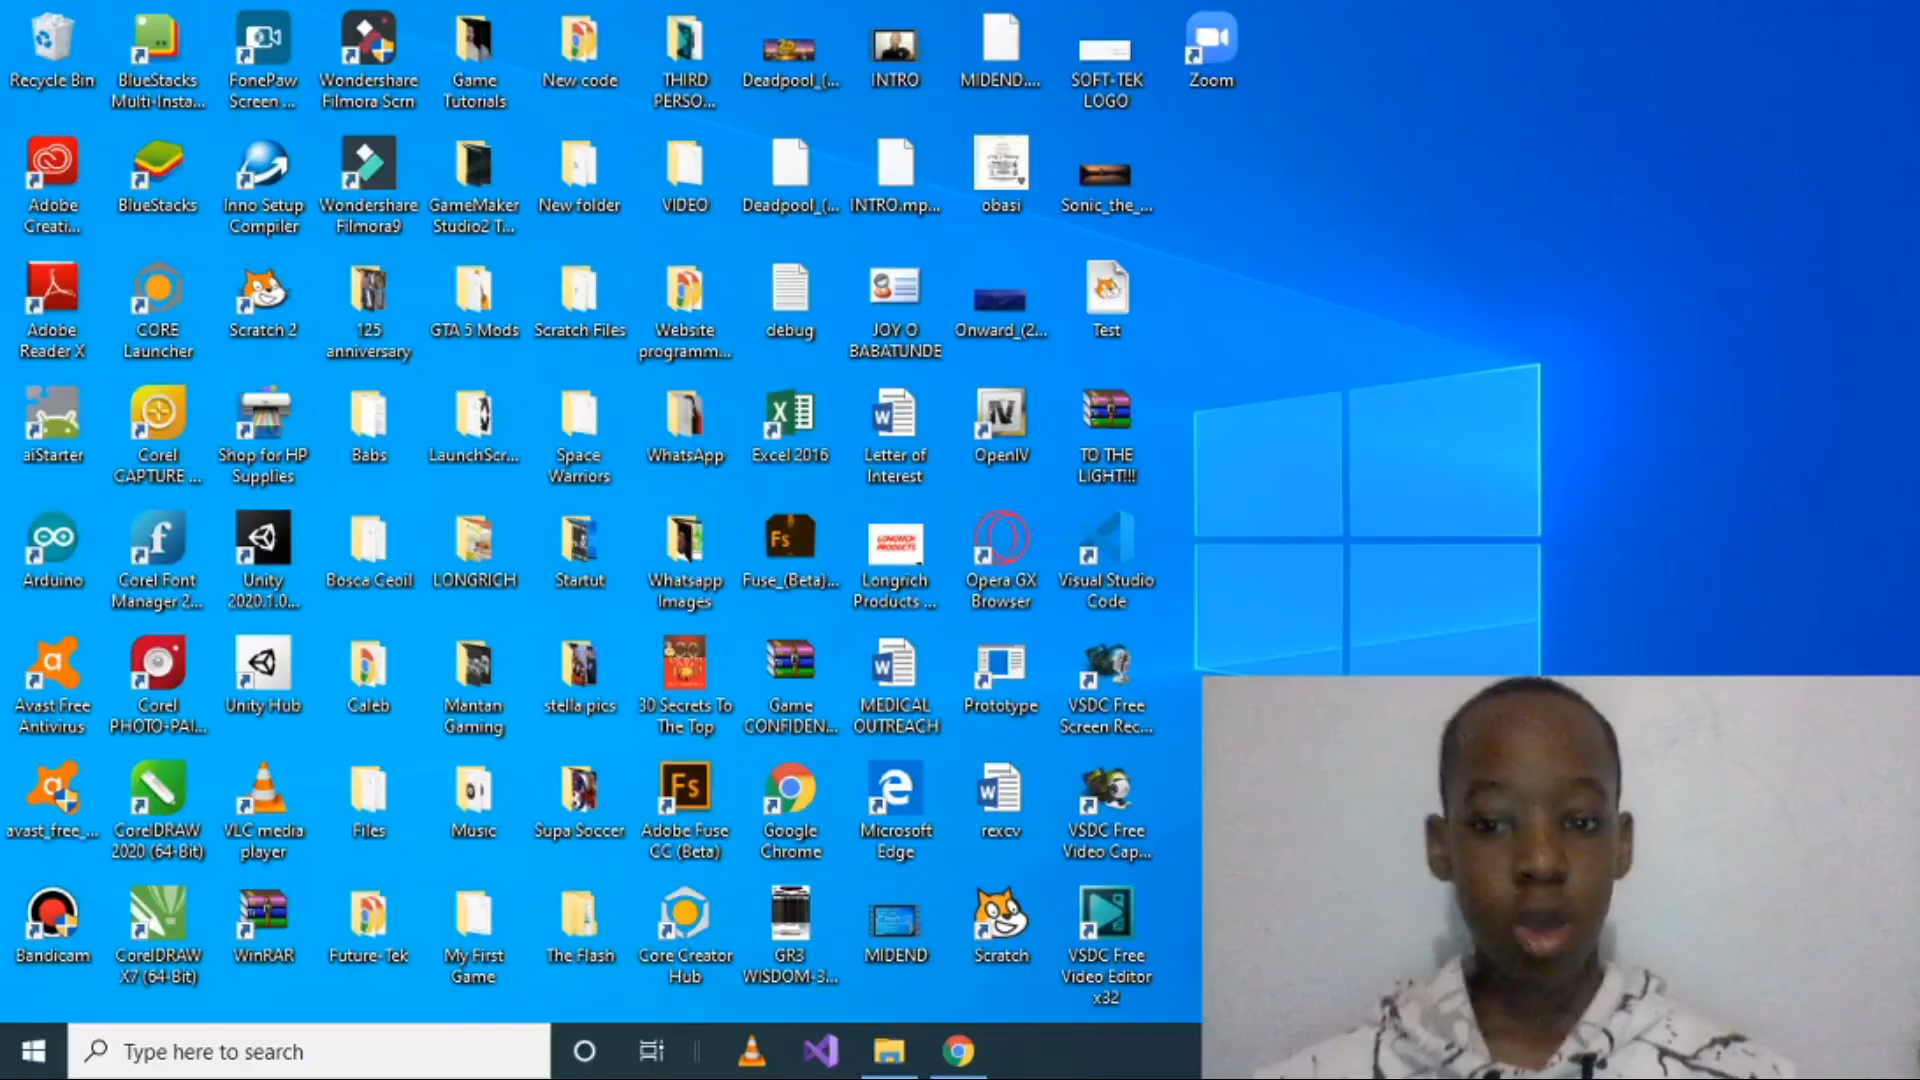 Recycle Bin
BlueStacks
Multi-Insta...
FonePaw
Screen ...
Wondershare
Filmora Scrn
Game
Tutorials
New code
THIRD
PERSO...
Deadpool_(...
INTRO
MIDEND....
SOFT-TEK
LOGO
Zoom
Adobe
Creati...
BlueStacks
Inno Setup
Compiler
Wondershare
Filmora9
GameMaker
Studio2 T...
New folder
VIDEO
Deadpool_(...
INTRO.mp...
obasi
Sonic_the_...
Adobe
Reader X
CORE
Launcher
Scratch 2
125
anniversary
GTA 5 Mods
Scratch Files
Website
programm...
debug
JOY O
BABATUNDE
Onward_(2...
Test
aiStarter
Corel
CAPTURE ...
Shop for HP
Supplies
Babs
LaunchScr...
Space
Warriors
WhatsApp
Excel 2016
Letter of
Interest
OpenIV
TO THE
LIGHT!!!
Arduino
Corel Font
Manager 2...
Unity
2020.1.0...
Bosca Ceoil
LONGRICH
Startut
Whatsapp
Images
Fs
Fuse_(Beta)...
LONGRICH
PRODUCTS
Longrich
Products ...
Opera GX
Browser
Visual Studio
Code
Avast Free
Antivirus
Corel
PHOTO-PAI...
Unity Hub
Caleb
Mantan
Gaming
stella pics
30 Secrets To
The Top
Game
CONFIDEN...
MEDICAL
OUTREACH
Prototype
VSDC Free
Screen Rec...
avast_free_...
CorelDRAW
2020 (64-Bit)
VLC media
player
Files
Music
Supa Soccer
Fs
Adobe Fuse
CC (Beta)
Google
Chrome
Microsoft
Edge
rexcv
VSDC Free
Video Cap...
Bandicam
CorelDRAW
X7 (64-Bit)
WinRAR
Future-Tek
My First
Game
The Flash
Core Creator
Hub
GR3
WISDOM-3...
MIDEND
Scratch
VSDC Free
Video Editor
x32
Type here to search